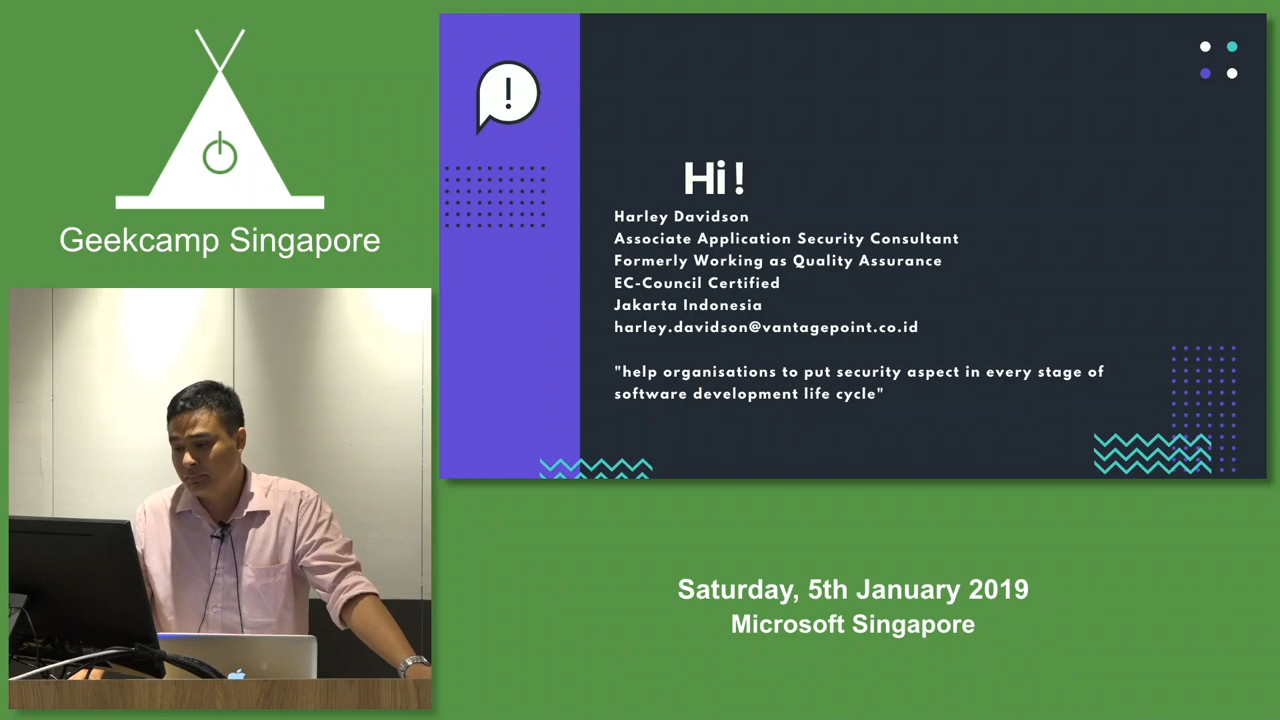 Geekcamp Singapore
!
Hi !
Harley Davidson
Associate Application Security Consultant
Formerly Working as Quality Assurance
EC-Council Certified
Jakarta Indonesia
harley.davidson@vantagepoint.co.id
"help organisations to put security aspect in every stage of
software development life cycle"
Saturday, 5th January 2019
Microsoft Singapore